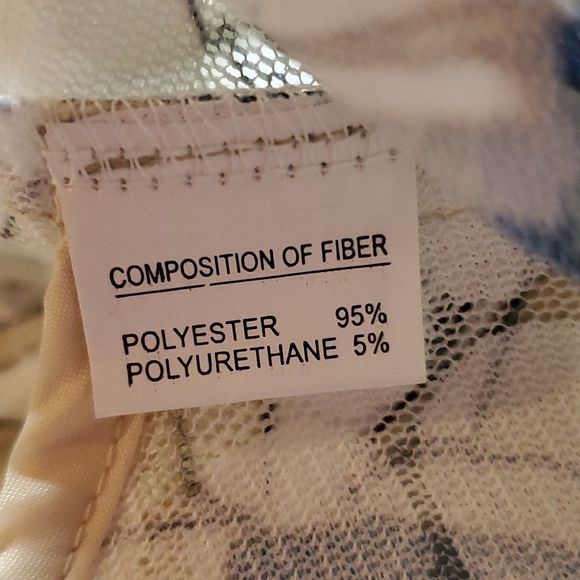 COMPOSITION OF FIBER
POLYESTER 95%
POLYURETHANE 5%